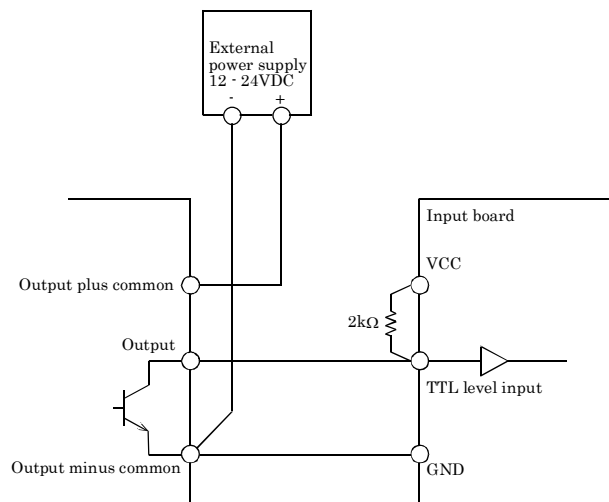 External
power supply
12 - 24VDC
- +
Input board
VCC
Output plus common
2kΩ
Output
TTL level input
Output minus common
GND